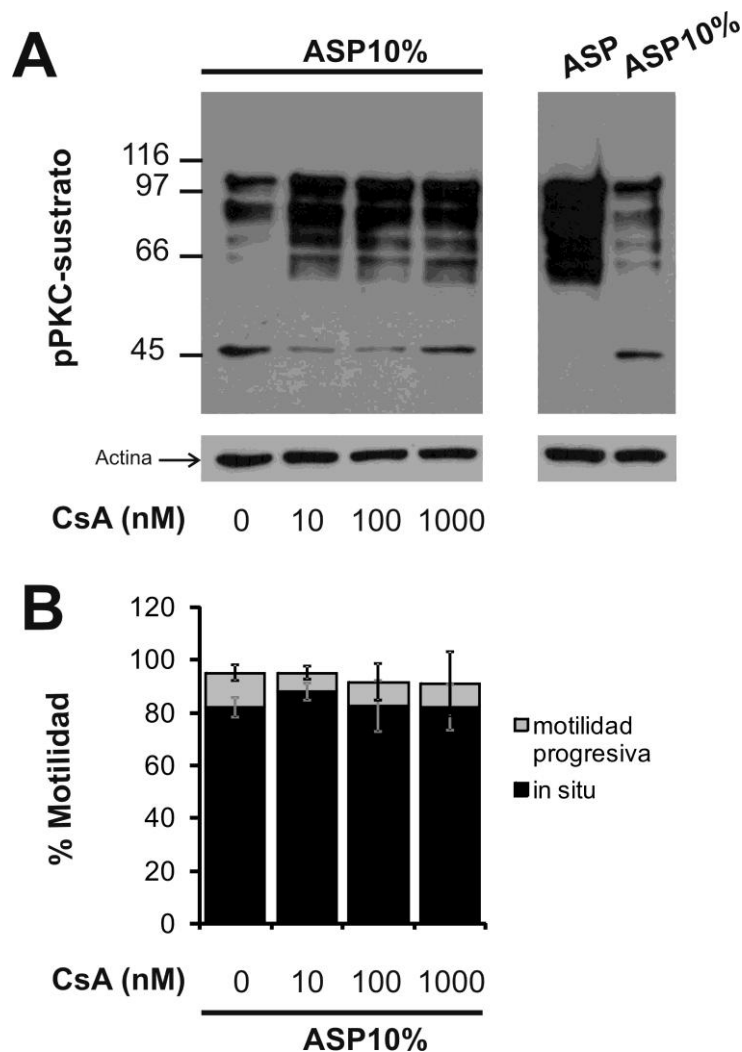 A
ASP10%
ASP
ASP10%
pPKC-sustrato
116
97
66
45
Actina
CsA (nM)
0 10 100 1000
B
% Motilidad
120
100
80
60
40
20
0
motilidad
progresiva
in situ
CsA (nM)
0 10 100 1000
ASP10%